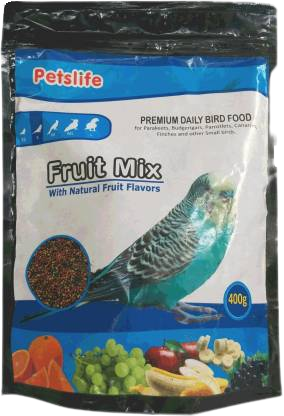 Petslife
PREMIUM DAILY BIRD FOOD
for Parakeets, Budgerigars, Parrotlets, Canaries,
Finches and other Small birds.
Fruit Mix
With Natural Fruit Flavors
400g